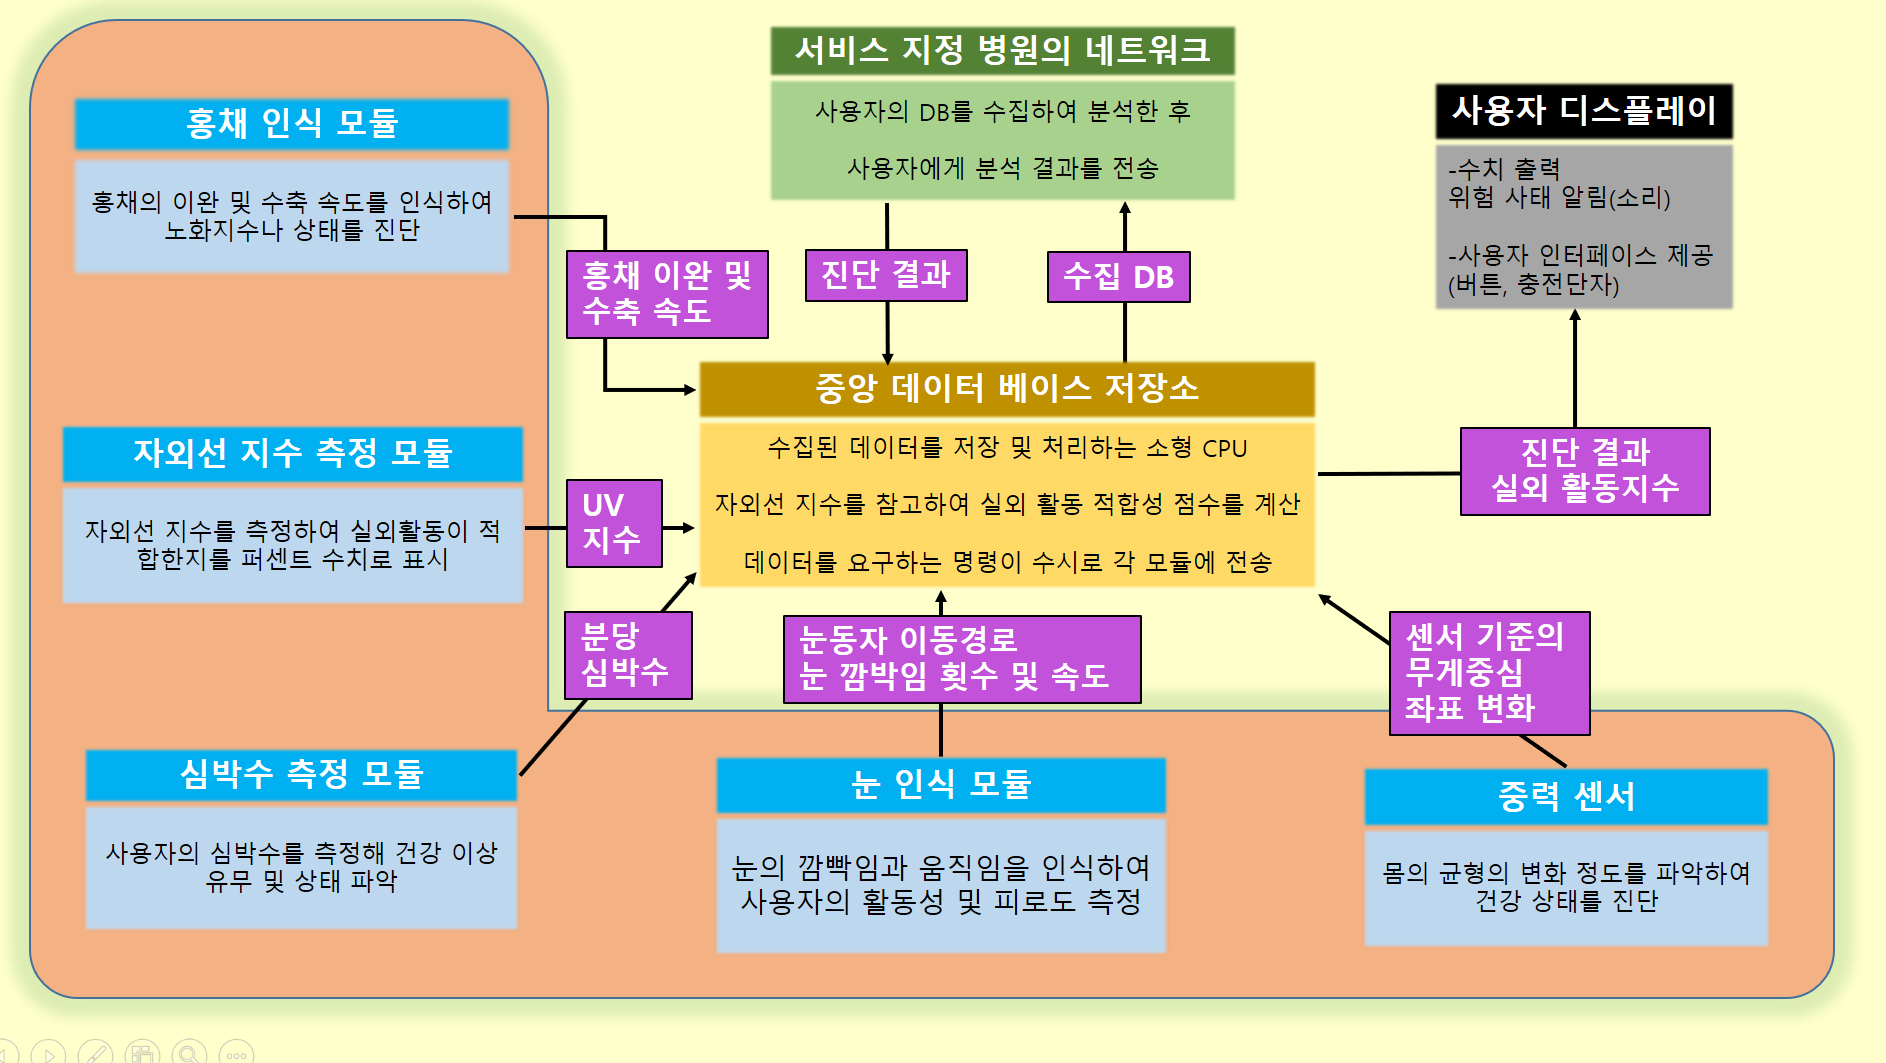 홍채 인식 모듈
홍채의 이완 및 수축 속도를 인식하여
노화지수나 상태를 진단
서비스 지정 병원의 네트워크
사용자의 DB를 수집하여 분석한 후
사용자에게 분석 결과를 전송
사용자 디스플레이
-수치 출력
위험 사태 알림(소리)
-사용자 인터페이스 제공
(버튼, 충전단자)
홍채 이완 및
수축 속도
진단 결과
수집 DB
중앙 데이터 베이스 저장소
수집된 데이터를 저장 및 처리하는 소형 CPU
자외선 지수를 참고하여 실외 활동 적합성 점수를 계산
데이터를 요구하는 명령이 수시로 각 모듈에 전송
진단 결과
실외 활동지수
자외선 지수 측정 모듈
자외선 지수를 측정하여 실외활동이 적
합한지를 퍼센트 수치로 표시
UV
지수
분당
심박수
눈동자 이동경로
눈 깜박임 횟수 및 속도
센서 기준의
무게중심
좌표 변화
심박수 측정 모듈
사용자의 심박수를 측정해 건강 이상
유무 및 상태 파악
눈 인식 모듈
눈의 깜빡임과 움직임을 인식하여
사용자의 활동성 및 피로도 측정
중력 센서
몸의 균형의 변화 정도를 파악하여
건강 상태를 진단